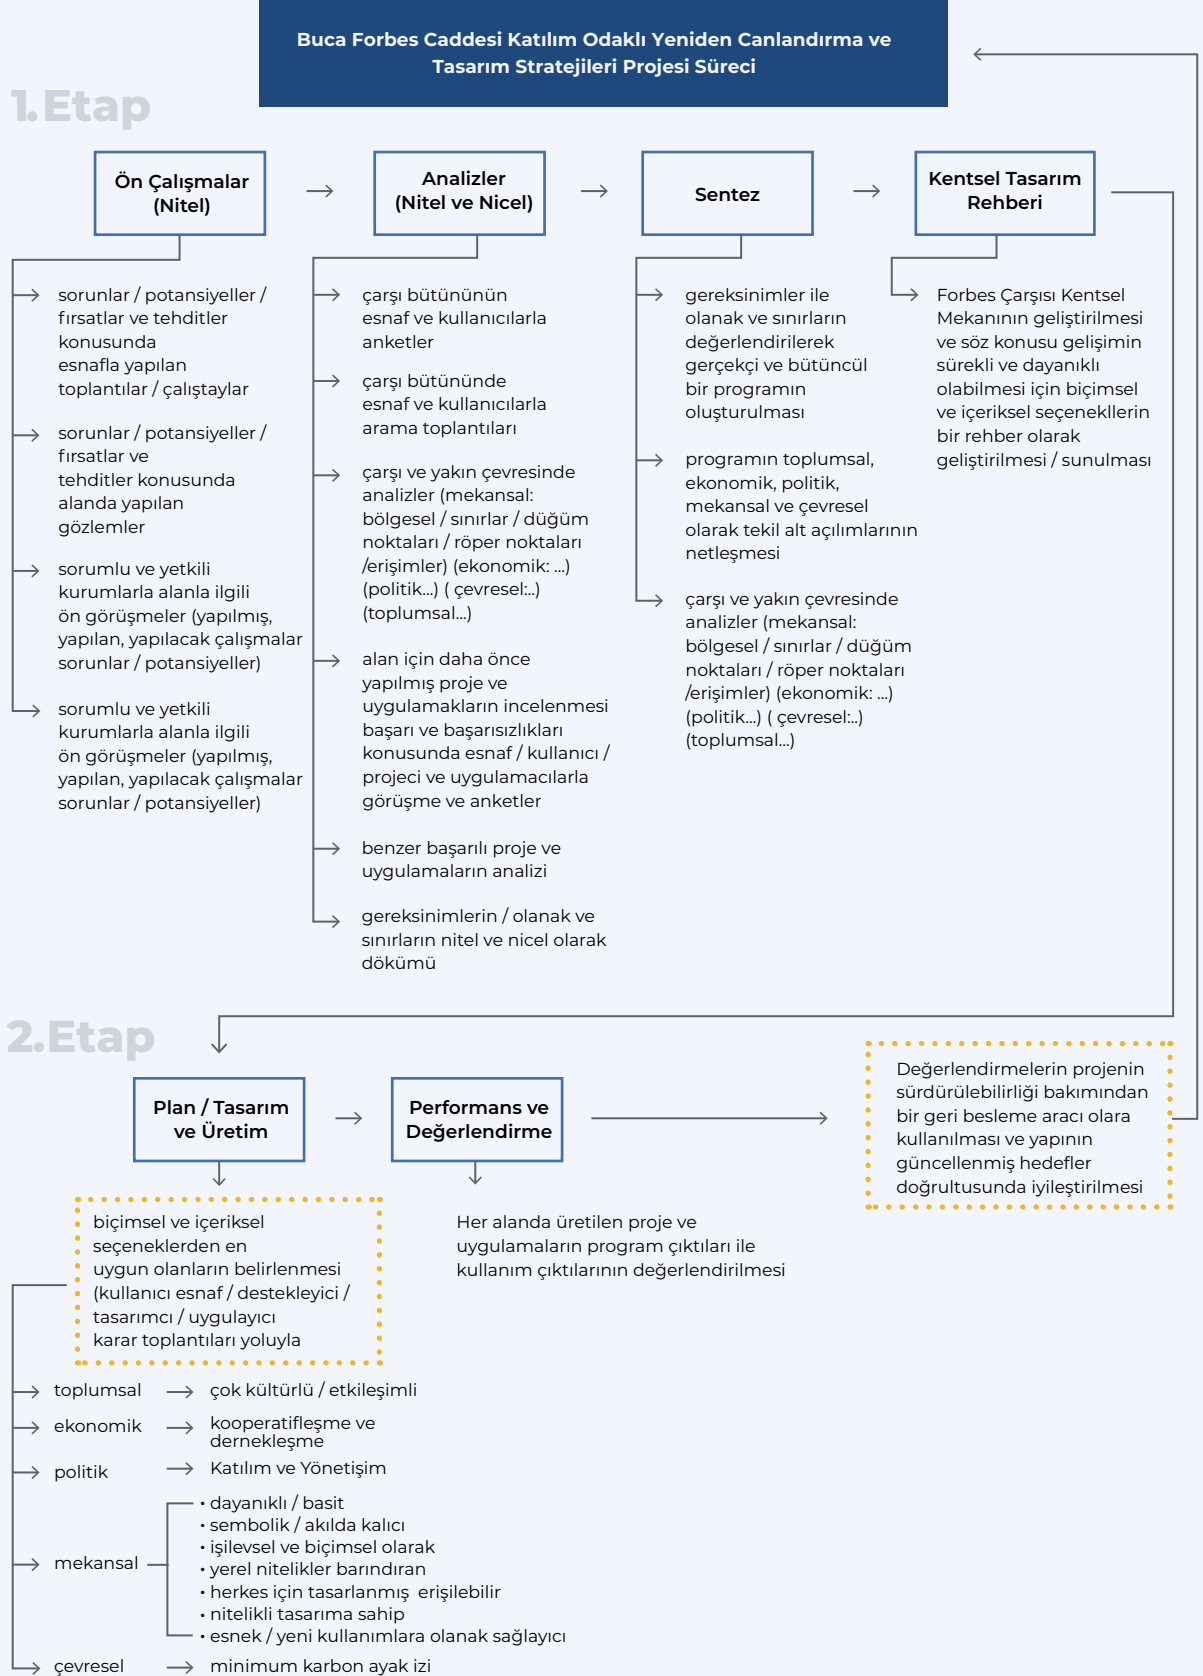 Buca Forbes Caddesi Katılım Odaklı Yeniden Canlandırma ve
Tasarım Stratejileri Projesi Süreci
1.Etap
Ön Çalışmalar
(Nitel)
sorunlar / potansiyeller /
fırsatlar ve tehditler
konusunda
esnafla yapılan
toplantılar / çalıştaylar
sorunlar / potansiyeller /
fırsatlar ve
tehditler konusunda
alanda yapılan
gözlemler
sorumlu ve yetkili
kurumlarla alanla ilgili
ön görüşmeler (yapılmış,
yapılan, yapılacak çalışmalar
sorunlar / potansiyeller)
sorumlu ve yetkili
kurumlarla alanla ilgili
ön görüşmeler (yapılmış,
yapılan, yapılacak çalışmalar
sorunlar / potansiyeller)
Analizler
(Nitel ve Nicel)
çarşı bütününün
esnaf ve kullanıcılarla
anketler
çarşı bütününde
esnaf ve kullanıcılarla
arama toplantıları
çarşı ve yakın çevresinde
analizler (mekansal:
bölgesel / sınırlar / düğüm
noktaları / röper noktaları
/erişimler) (ekonomik: ...)
(politik...) ( çevresel:..)
(toplumsal...)
alan için daha önce
yapılmış proje ve
uygulamakların incelenmesi
başarı ve başarısızlıkları
konusunda esnaf / kullanıcı /
projeci ve uygulamacılarla
görüşme ve anketler
benzer başarılı proje ve
uygulamaların analizi
gereksinimlerin / olanak ve
sınırların nitel ve nicel olarak
dökümü
Sentez
gereksinimler ile
olanak ve sınırların
değerlendirilerek
gerçekçi ve bütüncül
bir programın
oluşturulması
programın toplumsal,
ekonomik, politik,
mekansal ve çevresel
olarak tekil alt açılımlarının
netleşmesi
çarşı ve yakın çevresinde
analizler (mekansal:
bölgesel / sınırlar / düğüm
noktaları / röper noktaları
/erişimler) (ekonomik: ...)
(politik...) ( çevresel:..)
(toplumsal...)
Kentsel Tasarım
Rehberi
Forbes Çarşısı Kentsel
Mekanının geliştirilmesi
ve söz konusu gelişimin
sürekli ve dayanıklı
olabilmesi için biçimsel
ve içeriksel seçenekllerin
bir rehber olarak
geliştirilmesi / sunulması
2.Etap
Plan / Tasarım
ve Üretim
biçimsel ve içeriksel
seçeneklerden en
uygun olanların belirlenmesi
(kullanıcı esnaf / destekleyici /
tasarımcı / uygulayıcı
karar toplantıları yoluyla
Performans ve
Değerlendirme
Her alanda üretilen proje ve
uygulamaların program çıktıları ile
kullanım çıktılarının değerlendirilmesi
Değerlendirmelerin projenin
sürdürülebilirliği bakımından
bir geri besleme aracı olara
kullanılması ve yapının
güncellenmiş hedefler
doğrultusunda iyileştirilmesi
toplumsal
çok kültürlü / etkileşimli
ekonomik
kooperatifleşme ve
dernekleşme
politik
Katılım ve Yönetişim
mekansal
• dayanıklı / basit
• sembolik / akılda kalıcı
• işilevsel ve biçimsel olarak
• yerel nitelikler barındıran
• herkes için tasarlanmış erişilebilir
• nitelikli tasarıma sahip
• esnek / yeni kullanımlara olanak sağlayıcı
çevresel
minimum karbon ayak izi